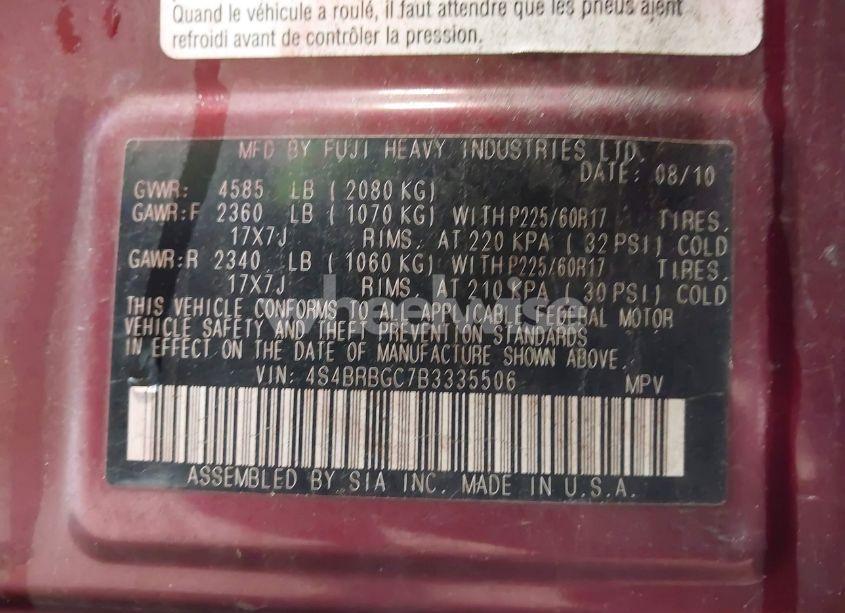 Quand le véhicule a roulé, il faut attendre que les pneus aient
refroidi avant de contrôler la pression.
MFD BY FUJI HEAVY INDUSTRIES LTD.
DATE: 08/10
GVWR: 4585 LB ( 2080 KG)
GAWR:F 2360 LB ( 1070 KG) WITH P225/60R17 TIRES.
17X7J RIMS. AT 220 KPA ( 32 PSI) COLD
GAWR:R 2340 LB ( 1060 KG) WITH P225/60R17 TIRES.
17X7J RIMS. AT 210 KPA ( 30 PSI) COLD
THIS VEHICLE CONFORMS TO ALL APPLICABLE FEDERAL MOTOR
VEHICLE SAFETY AND THEFT PREVENTION STANDARDS
IN EFFECT ON THE DATE OF MANUFACTURE SHOWN ABOVE.
VIN: 4S4BRBGC7B3335506 MPV
ASSEMBLED BY SIA INC. MADE IN U.S.A.